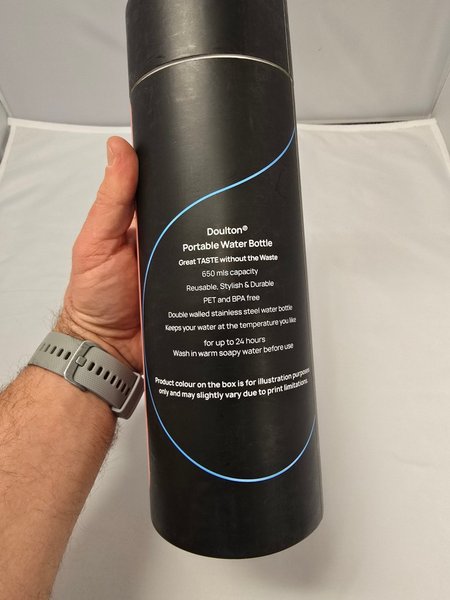 Doulton®
Portable Water Bottle
Great TASTE without the Waste
650 mls capacity
Reusable, Stylish & Durable
PET and BPA free
Double walled stainless steel water bottle
Keeps your water at the temperature you like
for up to 24 hours
Wash in warm soapy water before use
Product colour on the box is for illustration purposes
only and may slightly vary due to print limitations.